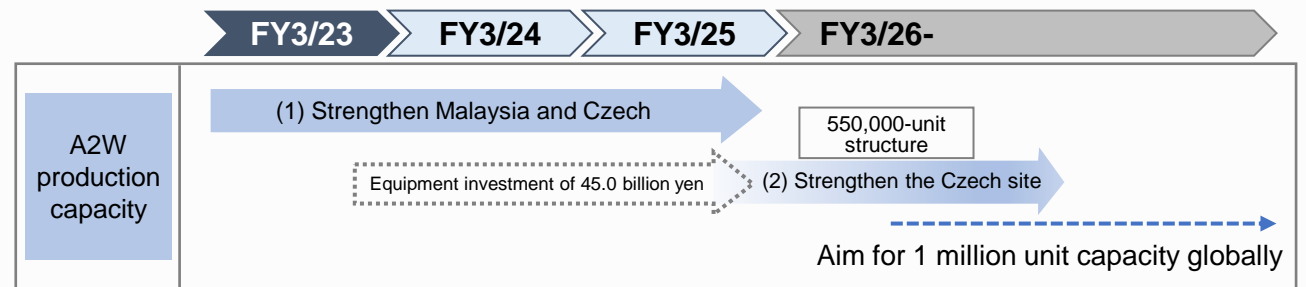 FY3/23 FY3/24 FY3/25 FY3/26-
A2W
production
capacity
(1) Strengthen Malaysia and Czech
550,000-unit
structure
Equipment investment of 45.0 billion yen
(2) Strengthen the Czech site
Aim for 1 million unit capacity globally